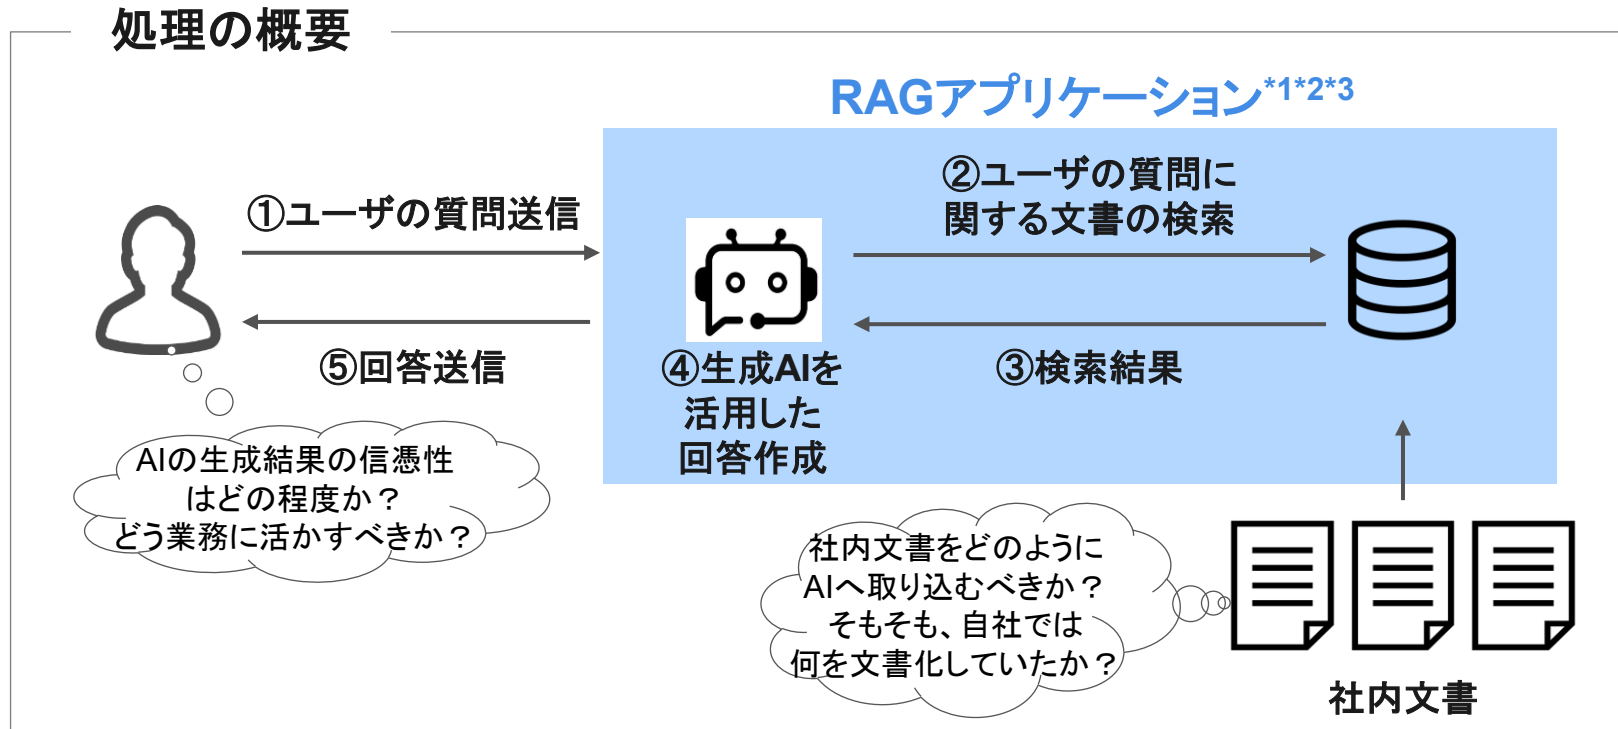 処理の概要
RAGアプリケーション*1*2*3
①ユーザの質問送信
②ユーザの質問に
関する文書の検索
⑤回答送信
④生成AIを
活用した
回答作成
③検索結果
AIの生成結果の信憑性
はどの程度か？
どう業務に活かすべきか？
社内文書をどのように
AIへ取り込むべきか？
そもそも、自社では
何を文書化していたか？
社内文書